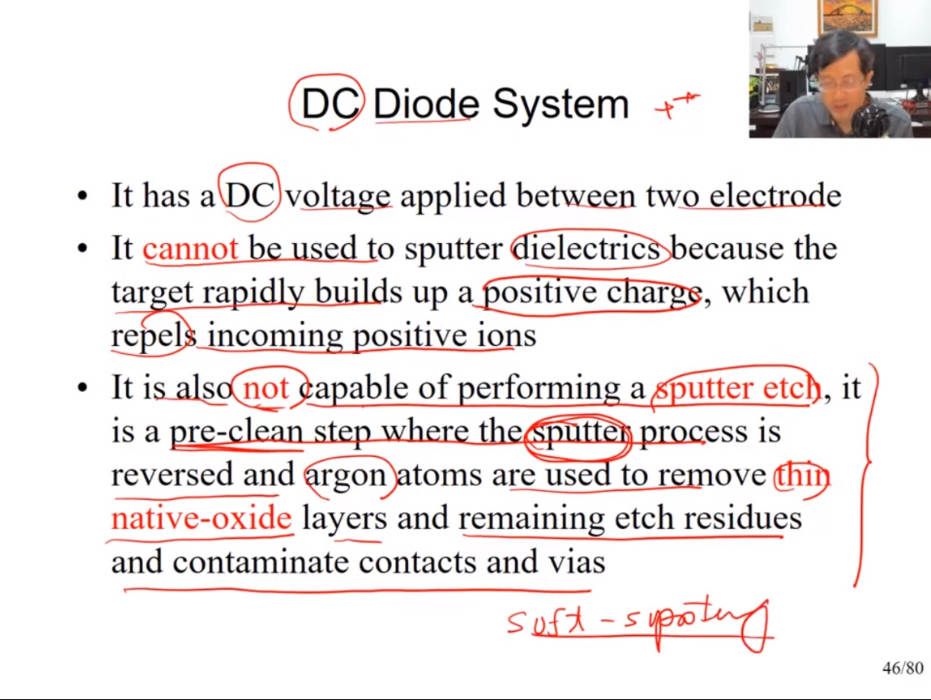 DC Diode System ++
• It has a DC voltage applied between two electrode
• It cannot be used to sputter dielectrics because the
target rapidly builds up a positive charge, which
repels incoming positive ions
• It is also not capable of performing a sputter etch, it
is a pre-clean step where the sputter process is
reversed and argon atoms are used to remove thin
native-oxide layers and remaining etch residues
and contaminate contacts and vias
soft-
46/80